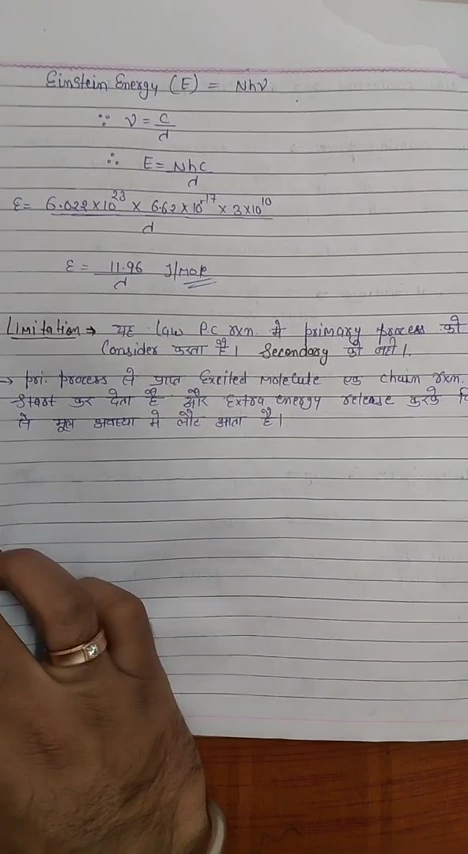 Einstein Energy (E) = Nhν
∵ ν = c/d
∴ E = Nhc/d
E = 6.022×10^23 × 6.62×10^-17 × 3×10^10/d
E = 11.96/d J/mol
Limitation → यह Law P.C rxn. मे primary process को
Consider करता है। Secondary को नही।
→ pri. process से प्राप्त Excited Molecule एक chain rxn.
Start कर देता है और Extra energy release करके
से मूल अवस्था मे लौट आता है।